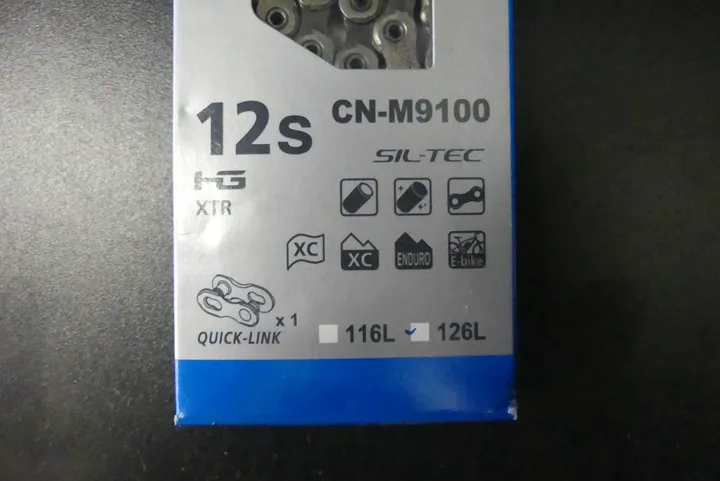 12s
CN-M9100
SIL-TEC
HG
XTR
XC
XC
ENDURO
E-bike
x 1
QUICK-LINK
116L
126L